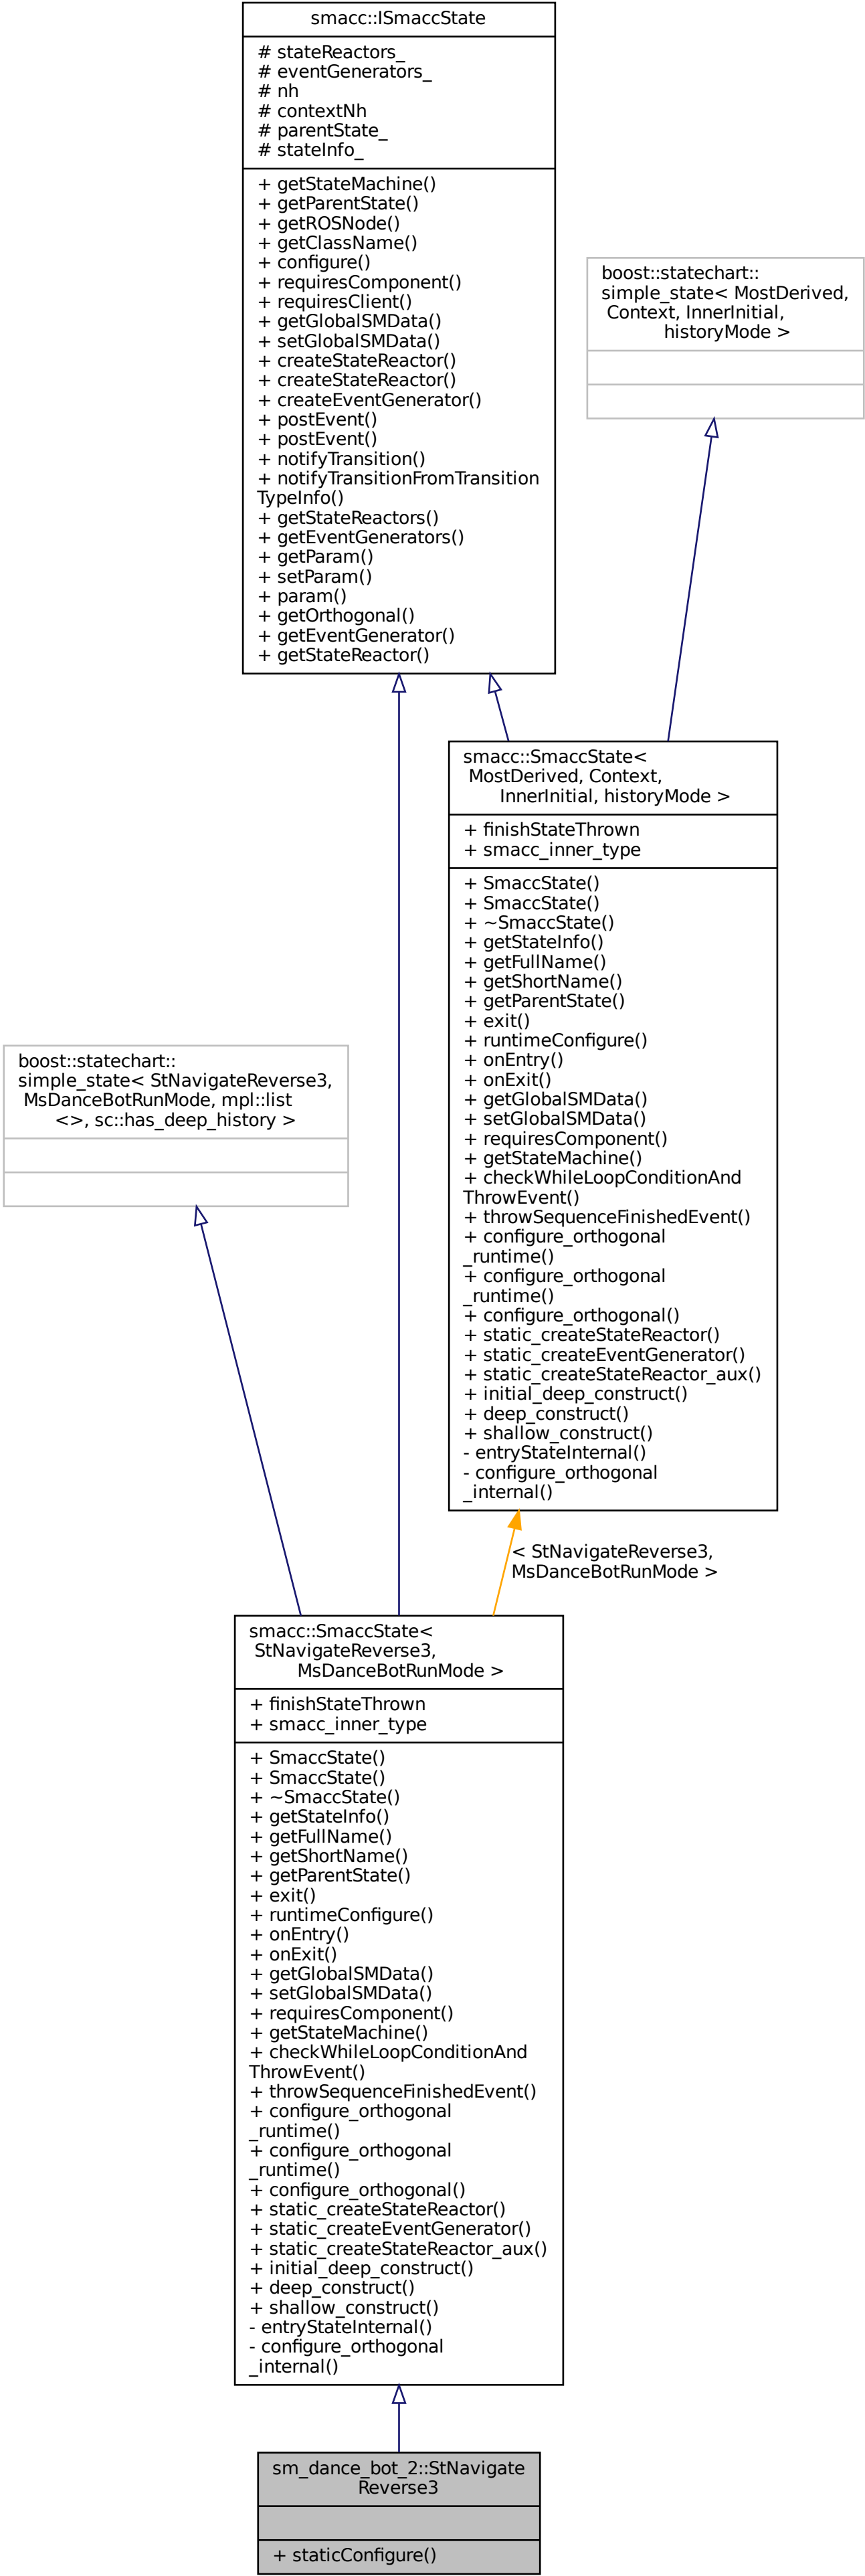 smacc::ISmaccState
# stateReactors_
# eventGenerators_
# nh
# contextNh
# parentState_
# stateInfo_
+ getStateMachine()
+ getParentState()
+ getROSNode()
+ getClassName()
+ configure()
+ requiresComponent()
+ requiresClient()
+ getGlobalSMData()
+ setGlobalSMData()
+ createStateReactor()
+ createStateReactor()
+ createEventGenerator()
+ postEvent()
+ postEvent()
+ notifyTransition()
+ notifyTransitionFromTransition
TypeInfo()
+ getStateReactors()
+ getEventGenerators()
+ getParam()
+ setParam()
+ param()
+ getOrthogonal()
+ getEventGenerator()
+ getStateReactor()
boost::statechart::
simple_state< MostDerived,
Context, InnerInitial,
historyMode >
smacc::SmaccState<
MostDerived, Context,
InnerInitial, historyMode >
+ finishStateThrown
+ smacc_inner_type
+ SmaccState()
+ SmaccState()
+ ~SmaccState()
+ getStateInfo()
+ getFullName()
+ getShortName()
+ getParentState()
+ exit()
+ runtimeConfigure()
+ onEntry()
+ onExit()
+ getGlobalSMData()
+ setGlobalSMData()
+ requiresComponent()
+ getStateMachine()
+ checkWhileLoopConditionAnd
ThrowEvent()
+ throwSequenceFinishedEvent()
+ configure_orthogonal
_runtime()
+ configure_orthogonal
_runtime()
+ configure_orthogonal()
+ static_createStateReactor()
+ static_createEventGenerator()
+ static_createStateReactor_aux()
+ initial_deep_construct()
+ deep_construct()
+ shallow_construct()
- entryStateInternal()
- configure_orthogonal
_internal()
boost::statechart::
simple_state< StNavigateReverse3,
MsDanceBotRunMode, mpl::list
<>, sc::has_deep_history >
< StNavigateReverse3,
MsDanceBotRunMode >
smacc::SmaccState<
StNavigateReverse3,
MsDanceBotRunMode >
+ finishStateThrown
+ smacc_inner_type
+ SmaccState()
+ SmaccState()
+ ~SmaccState()
+ getStateInfo()
+ getFullName()
+ getShortName()
+ getParentState()
+ exit()
+ runtimeConfigure()
+ onEntry()
+ onExit()
+ getGlobalSMData()
+ setGlobalSMData()
+ requiresComponent()
+ getStateMachine()
+ checkWhileLoopConditionAnd
ThrowEvent()
+ throwSequenceFinishedEvent()
+ configure_orthogonal
_runtime()
+ configure_orthogonal
_runtime()
+ configure_orthogonal()
+ static_createStateReactor()
+ static_createEventGenerator()
+ static_createStateReactor_aux()
+ initial_deep_construct()
+ deep_construct()
+ shallow_construct()
- entryStateInternal()
- configure_orthogonal
_internal()
sm_dance_bot_2::StNavigate
Reverse3
+ staticConfigure()